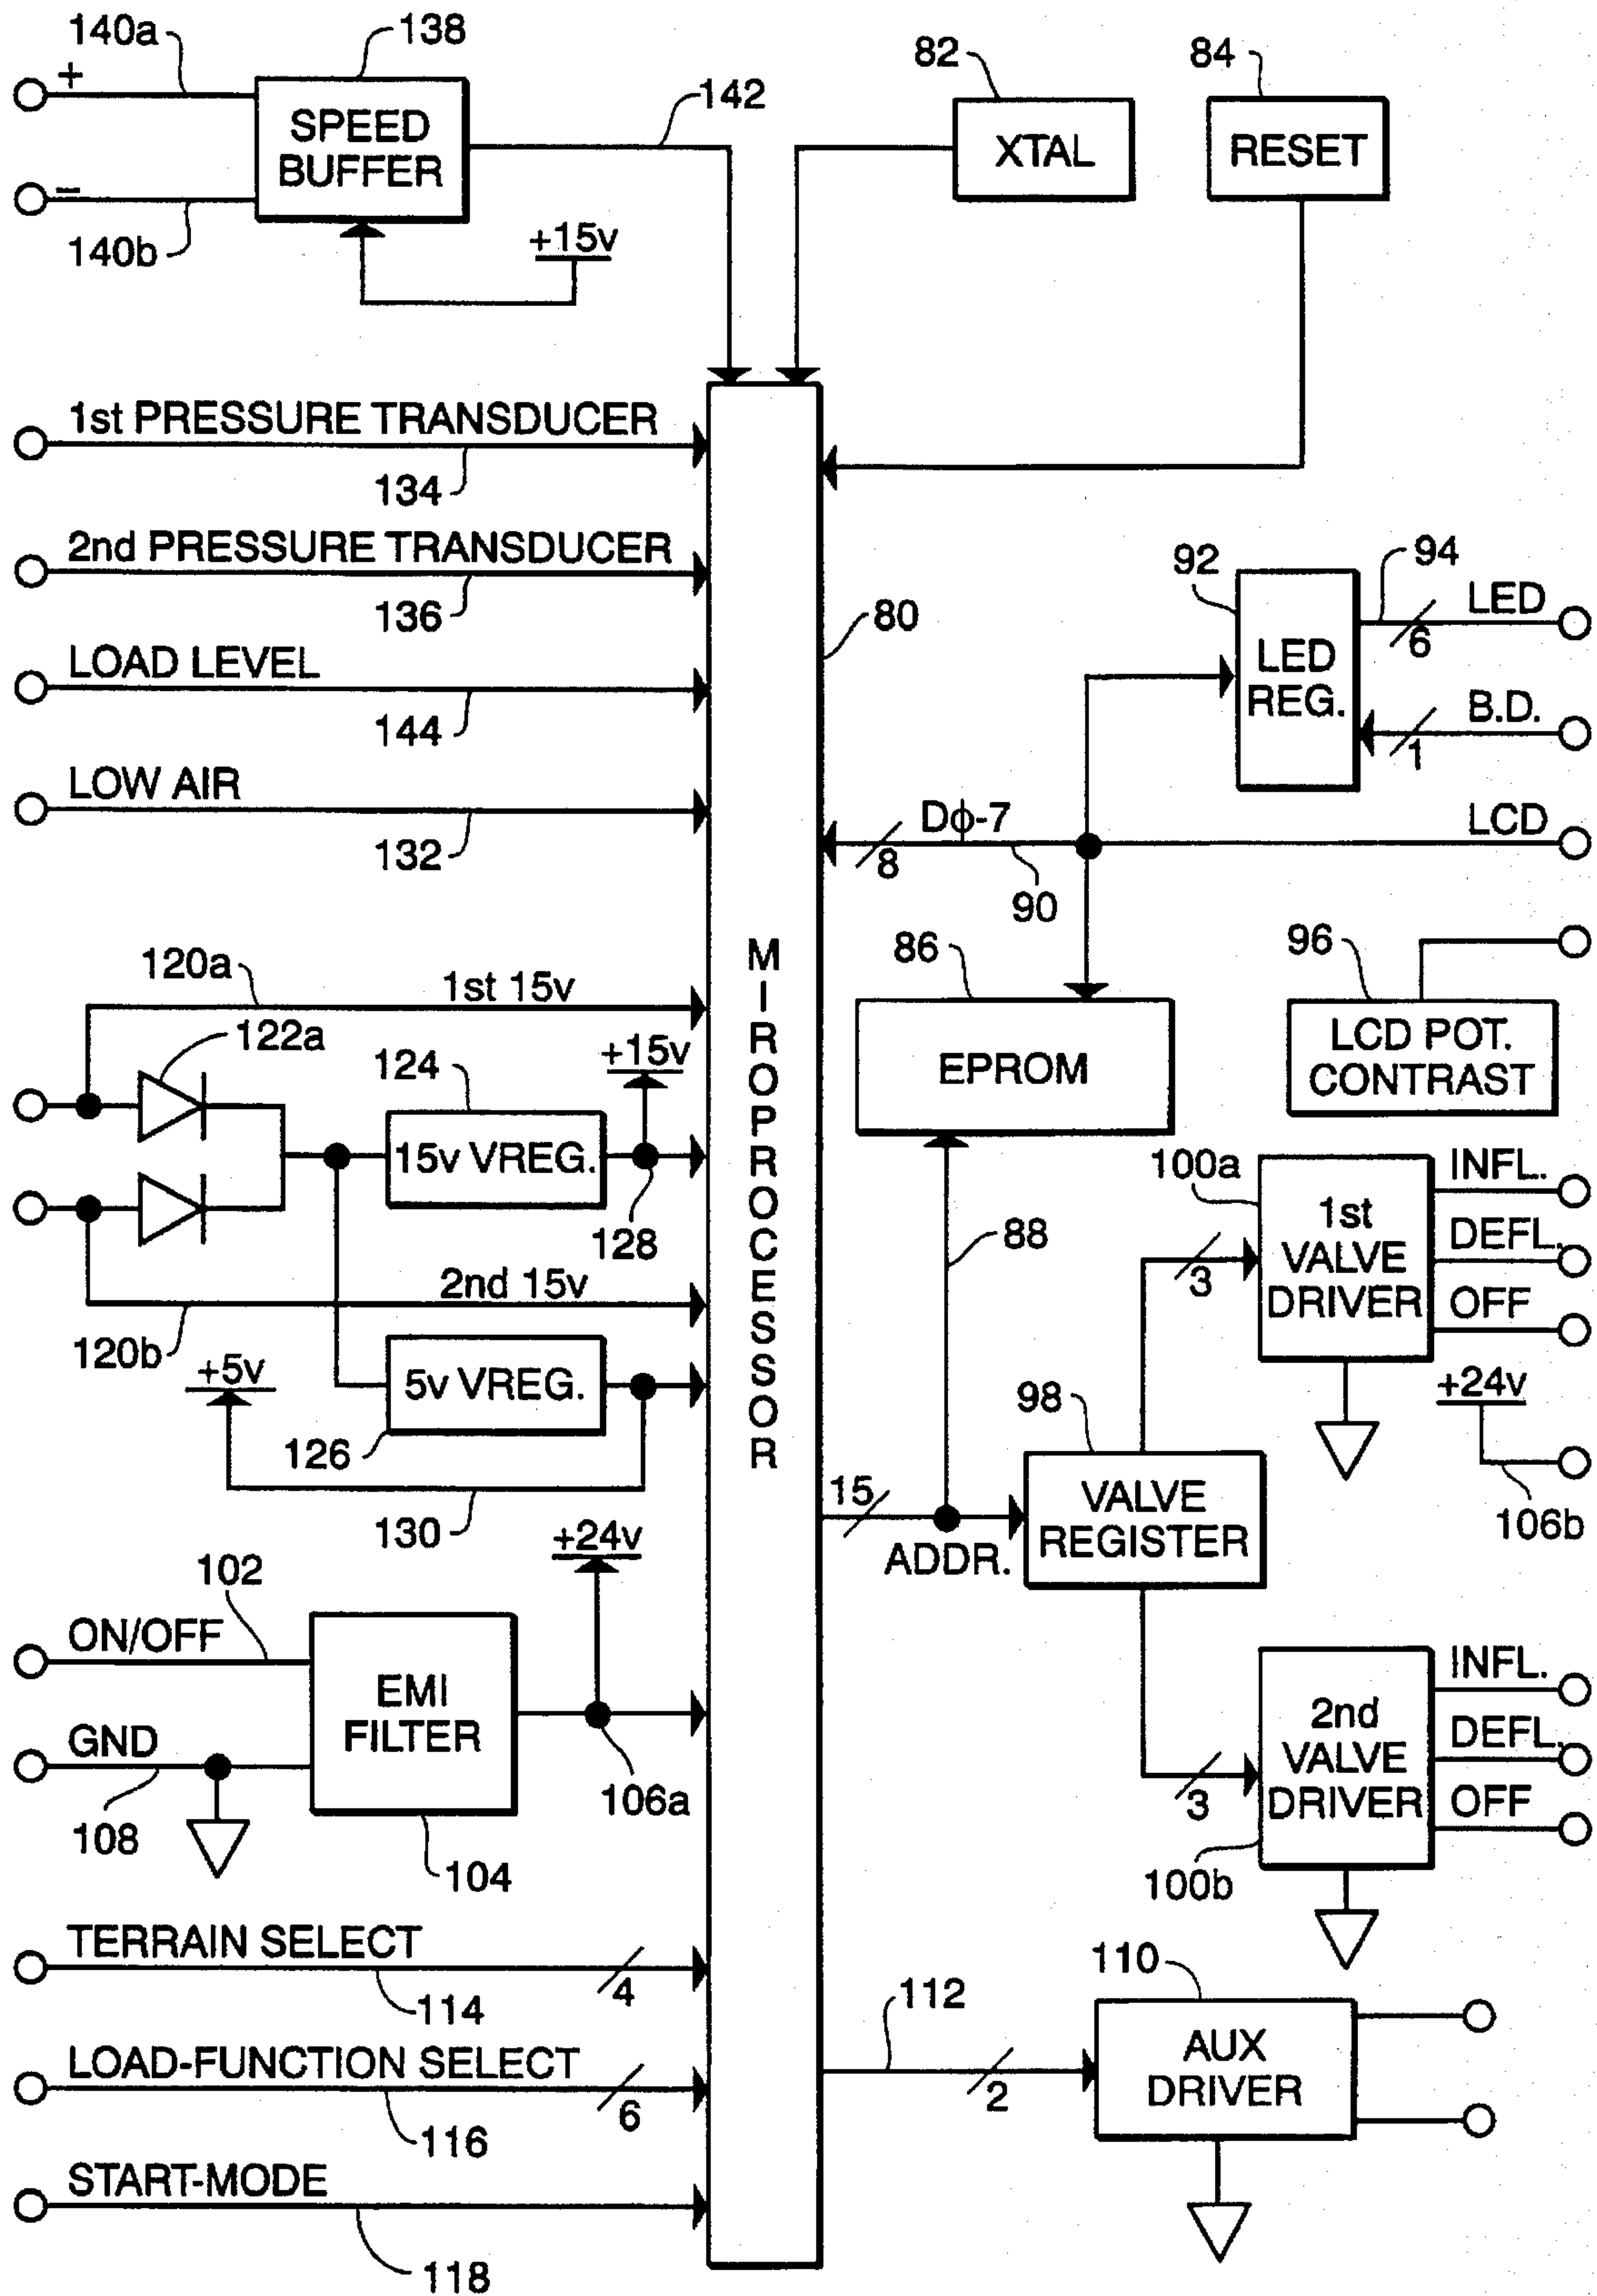 140a
138
+
SPEED
BUFFER
142
–
140b
+15v
82
XTAL
84
RESET
1st PRESSURE TRANSDUCER
134
2nd PRESSURE TRANSDUCER
136
LOAD LEVEL
144
LOW AIR
132
80
92
LED
REG.
94
LED
6
B.D.
1
LCD
Dϕ-7
8
90
86
EPROM
96
LCD POT.
CONTRAST
MIROPROCESSOR
120a
1st 15v
122a
124
+15v
15v VREG.
128
2nd 15v
120b
+5v
5v VREG.
126
130
88
100a
1st
VALVE
DRIVER
INFL.
DEFL.
OFF
3
+24v
106b
98
VALVE
REGISTER
15
ADDR.
102
ON/OFF
+24v
EMI
FILTER
GND
108
106a
104
2nd
VALVE
DRIVER
INFL.
DEFL.
OFF
3
100b
TERRAIN SELECT
4
114
LOAD-FUNCTION SELECT
6
116
START-MODE
118
110
112
2
AUX
DRIVER